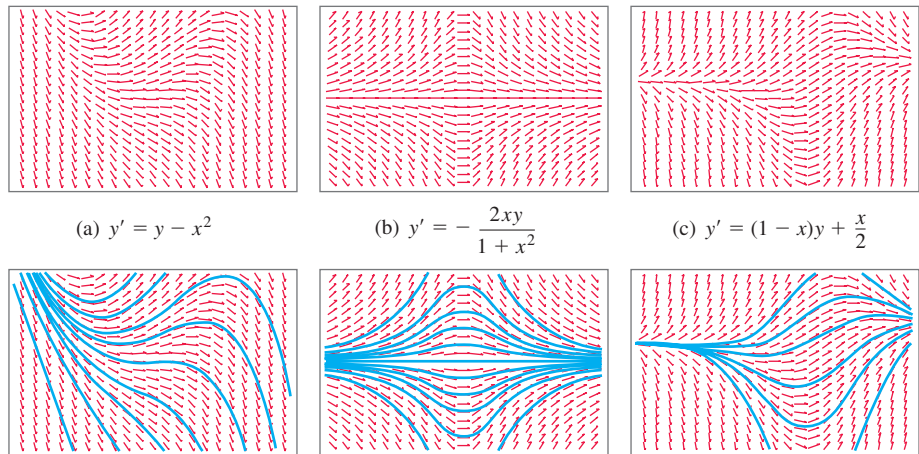 (a) y′ = y − x²
(b) y′ = − 2xy / (1 + x²)
(c) y′ = (1 − x)y + x/2